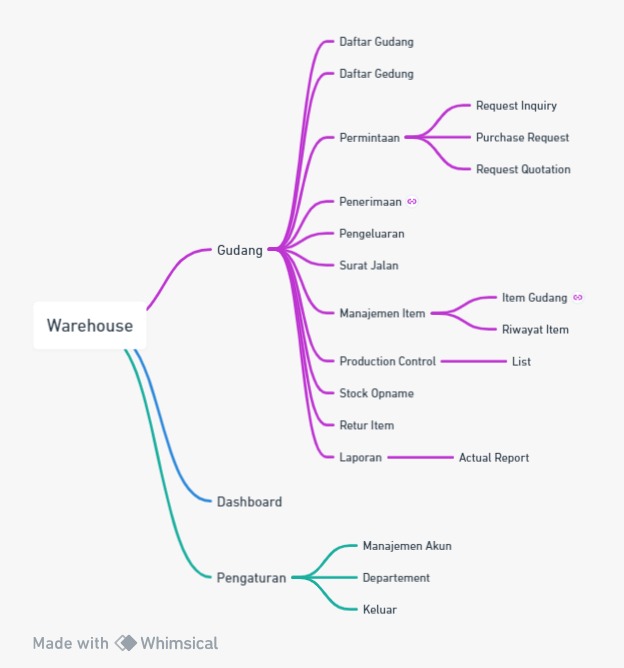 Warehouse
Gudang
Daftar Gudang
Daftar Gedung
Permintaan
Request Inquiry
Purchase Request
Request Quotation
Penerimaan
Pengeluaran
Surat Jalan
Manajemen Item
Item Gudang
Riwayat Item
Production Control
List
Stock Opname
Retur Item
Laporan
Actual Report
Dashboard
Pengaturan
Manajemen Akun
Departement
Keluar
Made with Whimsical